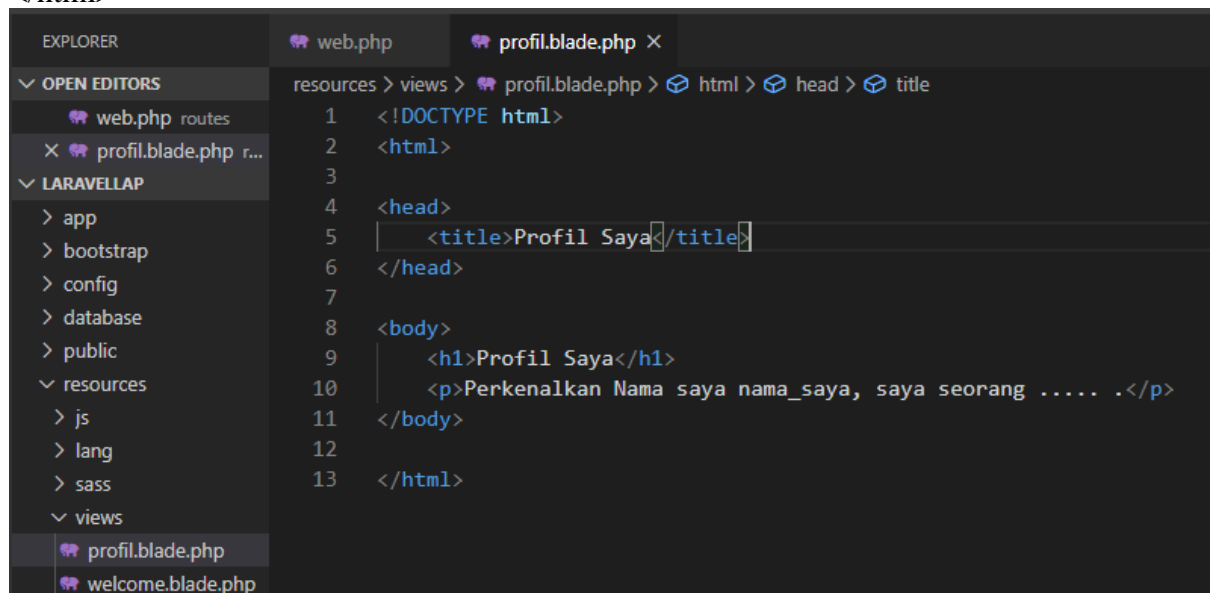 EXPLORER
OPEN EDITORS
web.php routes
profil.blade.php r...
LARAVELLAP
app
bootstrap
config
database
public
resources
js
lang
sass
views
profil.blade.php
welcome.blade.php
web.php
profil.blade.php
resources > views > profil.blade.php > html > head > title
1 <!DOCTYPE html>
2 <html>
3
4 <head>
5 <title>Profil Saya</title>
6 </head>
7
8 <body>
9 <h1>Profil Saya</h1>
10 <p>Perkenalkan Nama saya nama_saya, saya seorang ..... .</p>
11 </body>
12
13 </html>